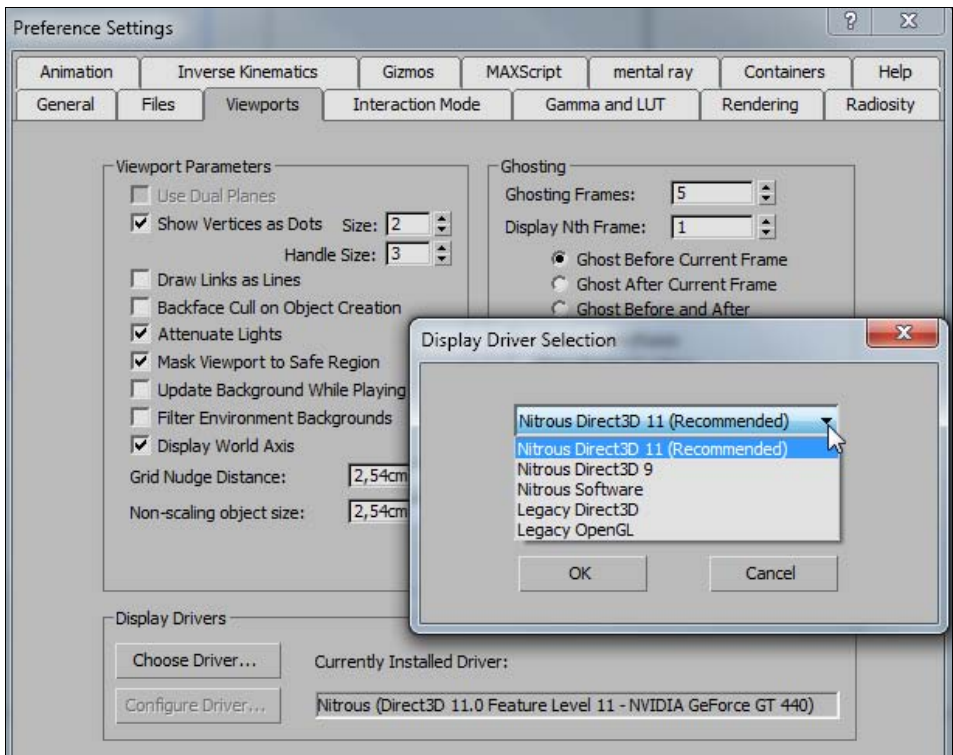 Preference Settings
Animation Inverse Kinematics Gizmos MAXScript mental ray Containers Help
General Files Viewports Interaction Mode Gamma and LUT Rendering Radiosity
Viewport Parameters
Use Dual Planes
Show Vertices as Dots Size: 2
Handle Size: 3
Draw Links as Lines
Backface Cull on Object Creation
Attenuate Lights
Mask Viewport to Safe Region
Update Background While Playing
Filter Environment Backgrounds
Display World Axis
Grid Nudge Distance: 2,54cm
Non-scaling object size: 2,54cm
Ghosting
Ghosting Frames: 5
Display Nth Frame: 1
Ghost Before Current Frame
Ghost After Current Frame
Ghost Before and After
Display Driver Selection
Nitrous Direct3D 11 (Recommended)
Nitrous Direct3D 11 (Recommended)
Nitrous Direct3D 9
Nitrous Software
Legacy Direct3D
Legacy OpenGL
OK Cancel
Display Drivers
Choose Driver... Currently Installed Driver:
Configure Driver... Nitrous (Direct3D 11.0 Feature Level 11 - NVIDIA GeForce GT 440)